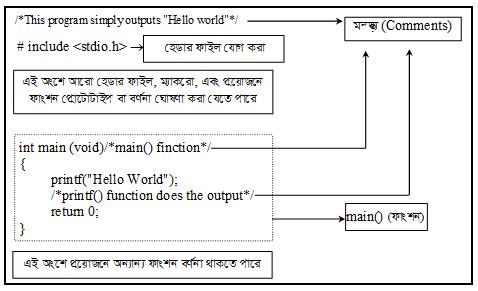 /*This program simply outputs "Hello world"*/
মন্তব্য (Comments)
# include <stdio.h>
হেডার ফাইল যোগ করা
এই অংশে আরো হেডার ফাইল, ম্যাকরো, এবং প্রয়োজনে
ফাংশন প্রোটোটাইপ বা বর্ণনা ঘোষণা করা যেতে পারে
int main (void)/*main() finction*/
{
printf("Hello World");
/*printf() function does the output*/
return 0;
}
main() (ফাংশন)
এই অংশে প্রয়োজনে অন্যান্য ফাংশন বর্ণনা থাকতে পারে